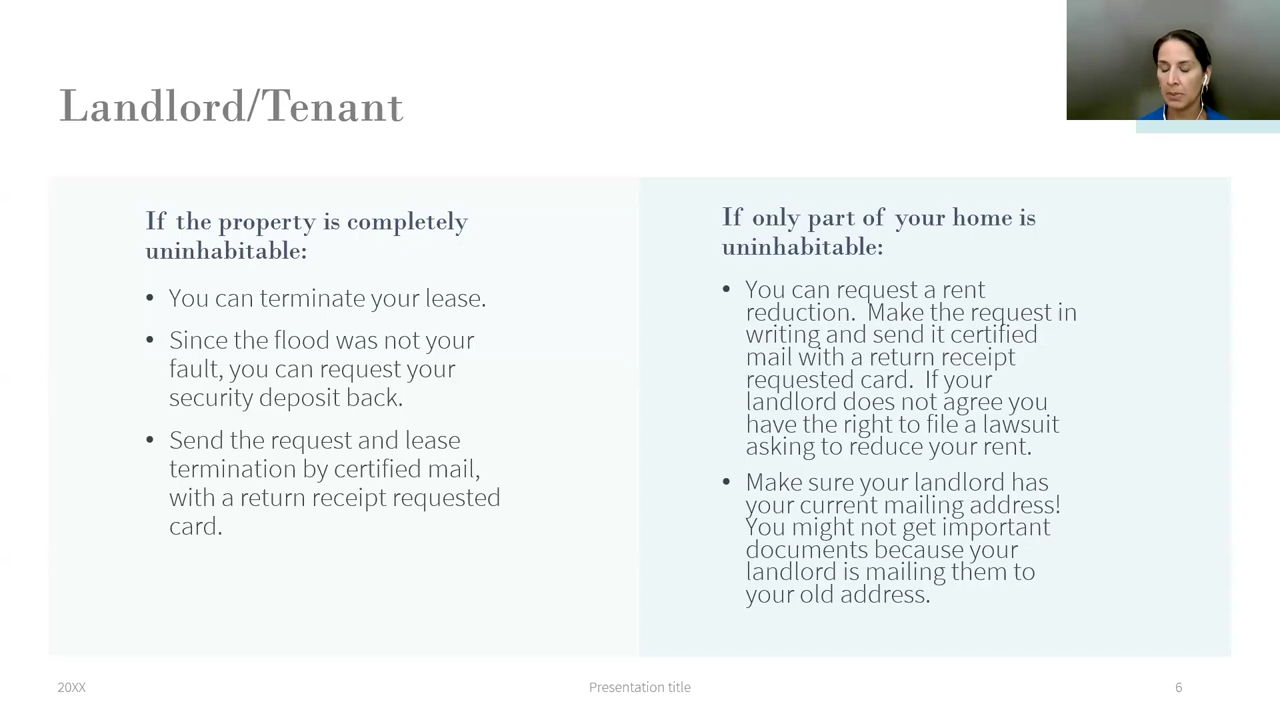 Landlord/Tenant
If the property is completely
uninhabitable:
• You can terminate your lease.
• Since the flood was not your
fault, you can request your
security deposit back.
• Send the request and lease
termination by certified mail,
with a return receipt requested
card.
If only part of your home is
uninhabitable:
• You can request a rent
reduction.  Make the request in
writing and send it certified
mail with a return receipt
requested card.  If your
landlord does not agree you
have the right to file a lawsuit
asking to reduce your rent.
• Make sure your landlord has
your current mailing address!
You might not get important
documents because your
landlord is mailing them to
your old address.
20XX
Presentation title
6